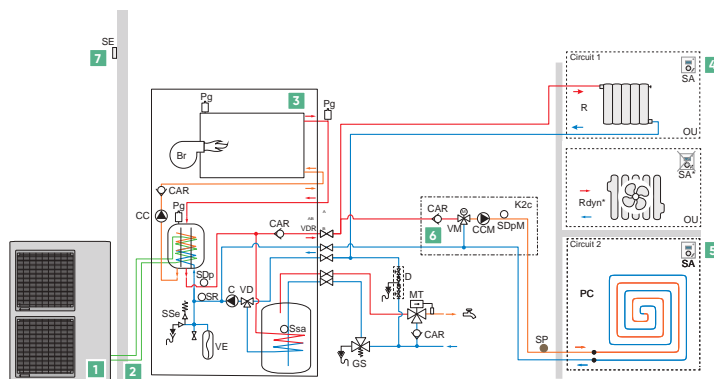 SE
7
Pg
3
Pg
Br
CAR
CC
Pg
CAR
A
AB
B
VDR
SDp
SR
C
VD
SSe
VE
Ssa
D
MT
CAR
GS
1
2
CAR
6
VM
M
CCM
SDpM
K2c
SP
Circuit 1
SA
4
R
OU
SA*
Rdyn*
OU
Circuit 2
SA
5
PC